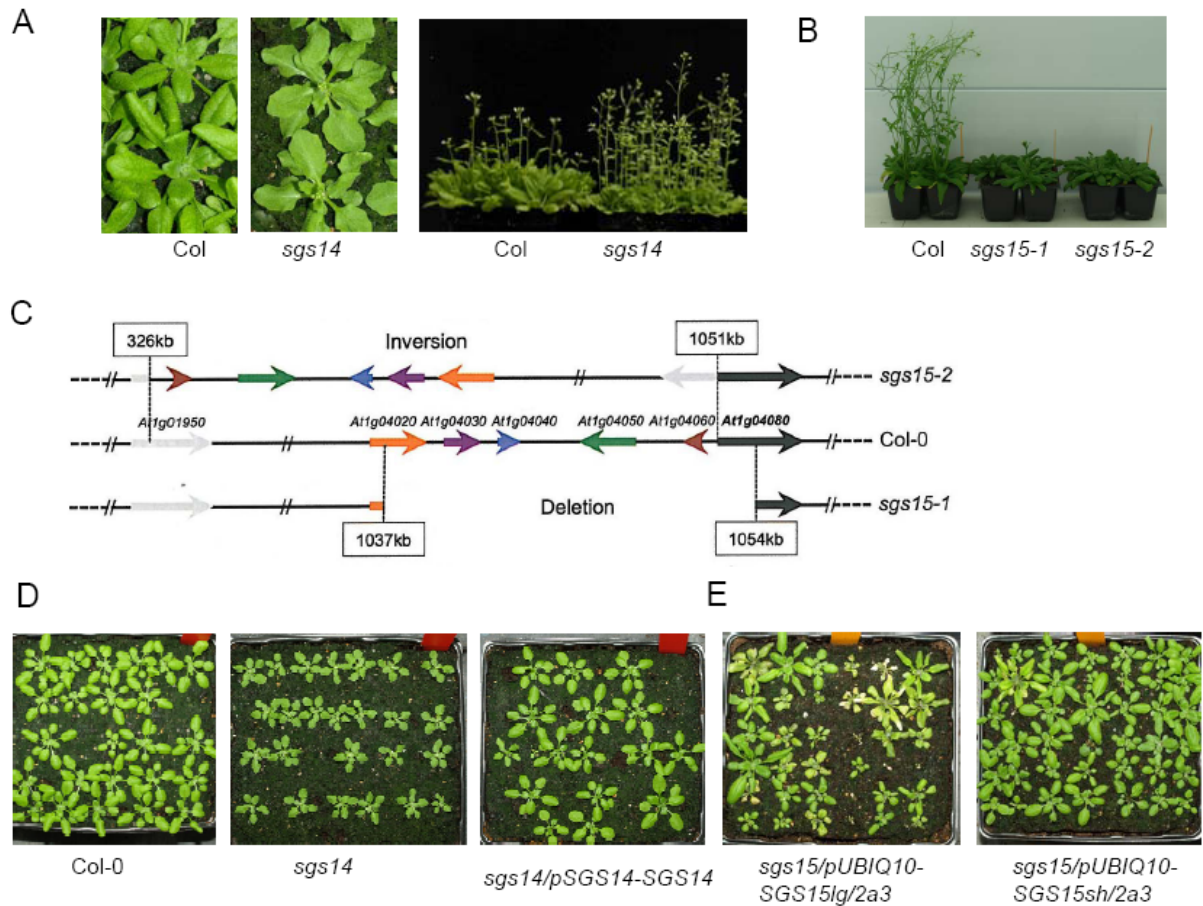 A
B
Col
sgs14
Col
sgs14
Col
sgs15-1
sgs15-2
C
326kb
Inversion
1051kb
sgs15-2
At1g01950
At1g04020
At1g04030
At1g04040
At1g04050
At1g04060
At1g04080
Col-0
Deletion
sgs15-1
1037kb
1054kb
D
E
Col-0
sgs14
sgs14/pSGS14-SGS14
sgs15/pUBIQ10-
SGS15lg/2a3
sgs15/pUBIQ10-
SGS15sh/2a3